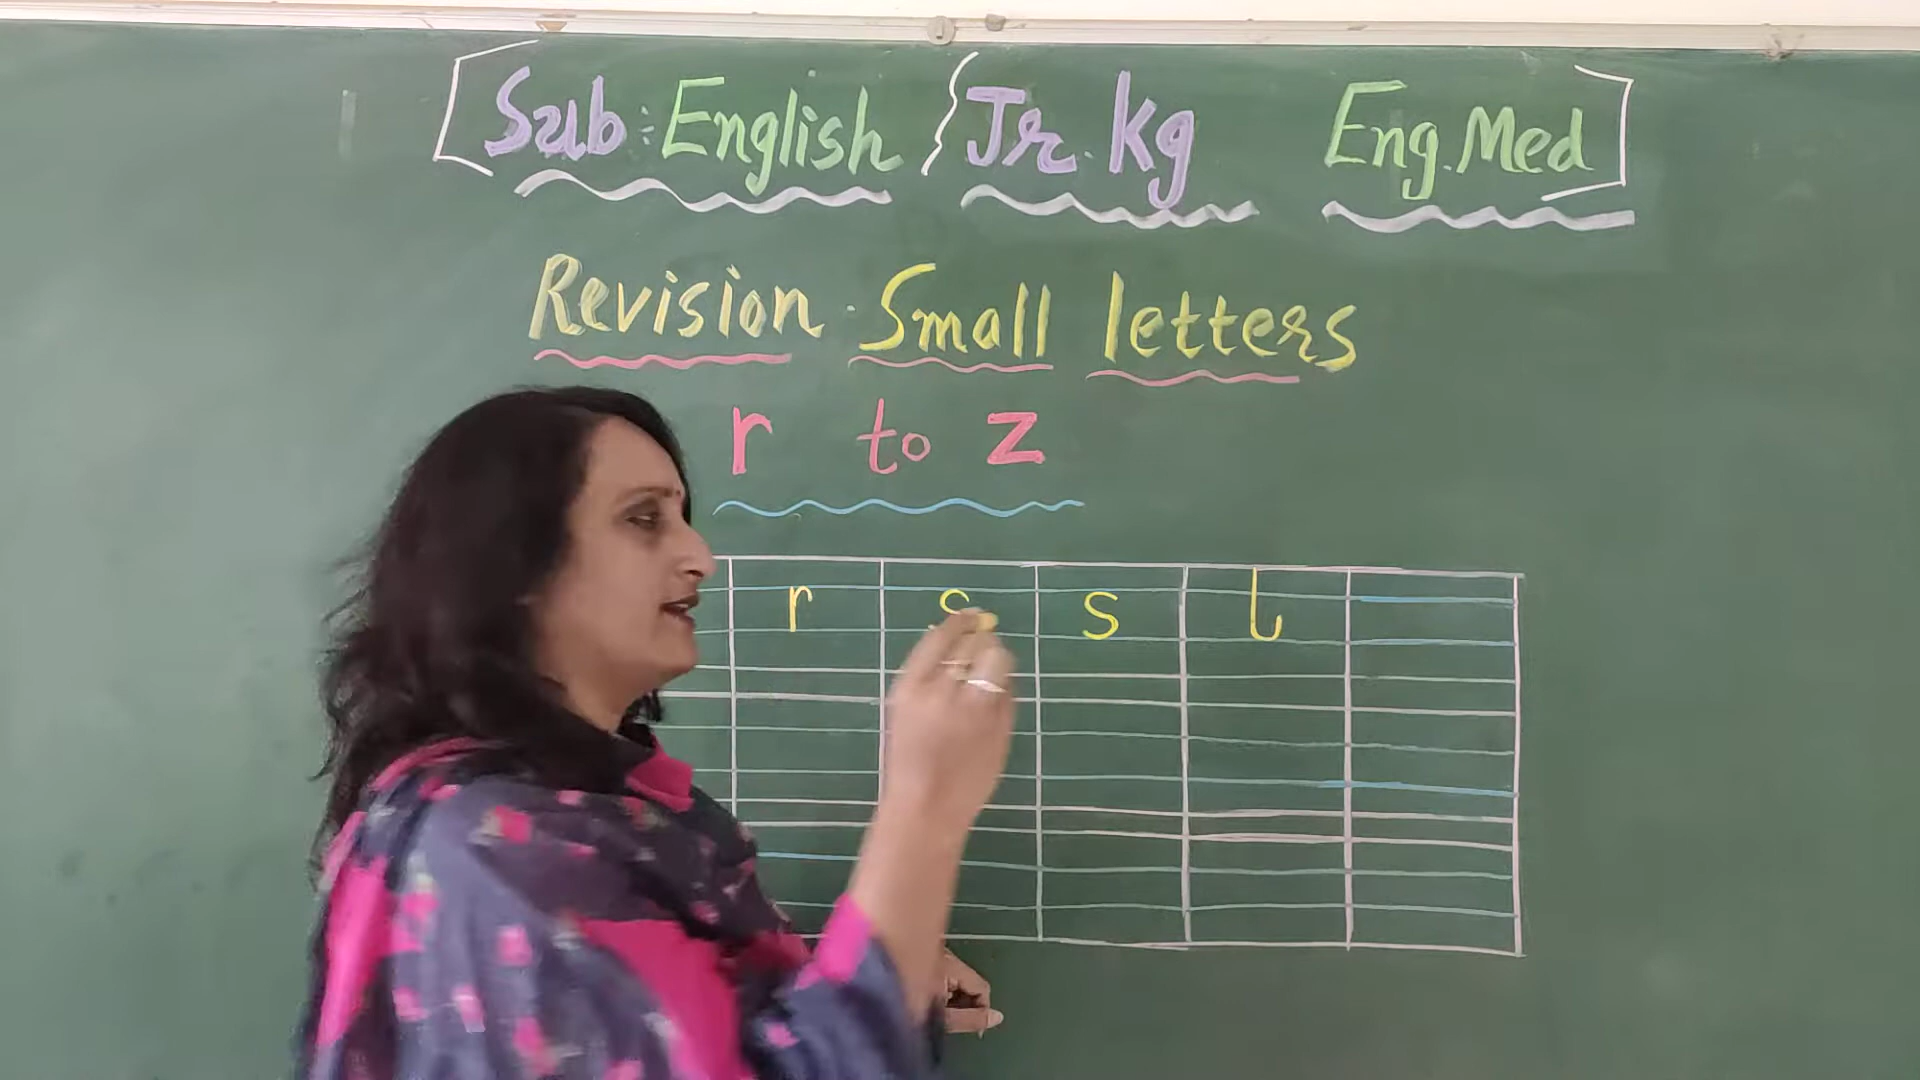 Sub: English Jr. Kg Eng. Med
Revision Small letters
r to z
r s s l